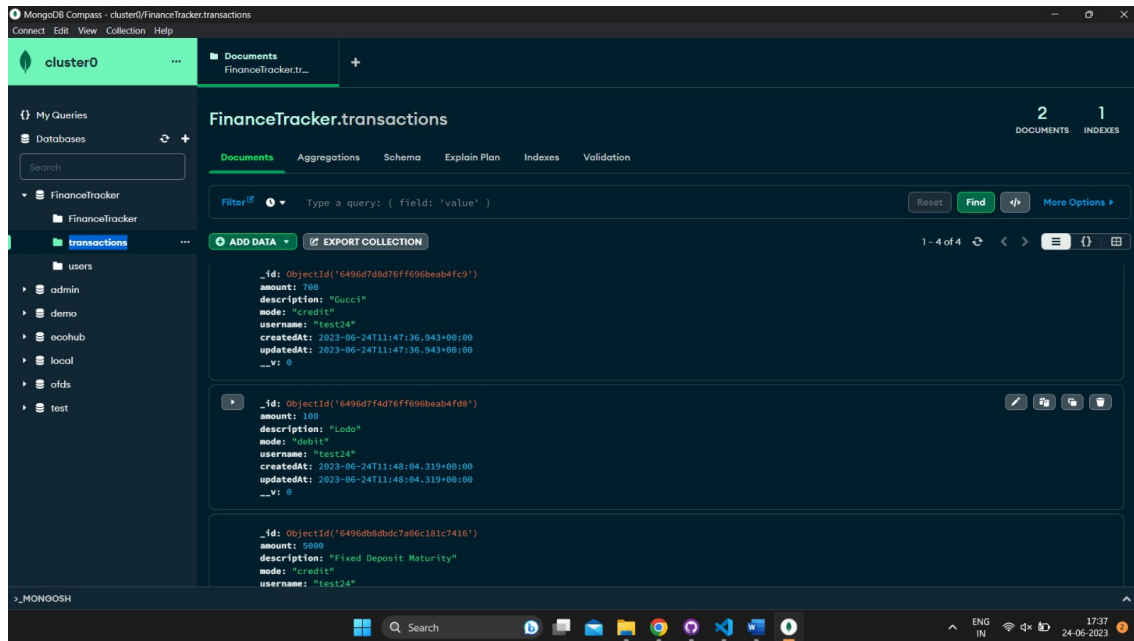 MongoDB Compass - cluster0/FinanceTracker.transactions
Connect Edit View Collection Help
cluster0
...
Documents
FinanceTracker.tr...
+
{} My Queries
Databases
Search
FinanceTracker
FinanceTracker
transactions
...
users
admin
demo
ecohub
local
ofds
test
FinanceTracker.transactions
2
DOCUMENTS
1
INDEXES
Documents Aggregations Schema Explain Plan Indexes Validation
Filter
Type a query: { field: 'value' }
Reset Find </> More Options
ADD DATA EXPORT COLLECTION
1 – 4 of 4
{}
_id: ObjectId('6496d7d8d76ff696beab4fc9')
amount: 700
description: "Gucci"
mode: "credit"
username: "test24"
createdAt: 2023-06-24T11:47:36.943+00:00
updatedAt: 2023-06-24T11:47:36.943+00:00
__v: 0
_id: ObjectId('6496d7f4d76ff696beab4fd0')
amount: 100
description: "Lodo"
mode: "debit"
username: "test24"
createdAt: 2023-06-24T11:48:04.319+00:00
updatedAt: 2023-06-24T11:48:04.319+00:00
__v: 0
_id: ObjectId('6496db8dbdc7a06c181c7416')
amount: 5000
description: "Fixed Deposit Maturity"
mode: "credit"
username: "test24"
>_MONGOSH
Search
ENG
IN
17:37
24-06-2023
2